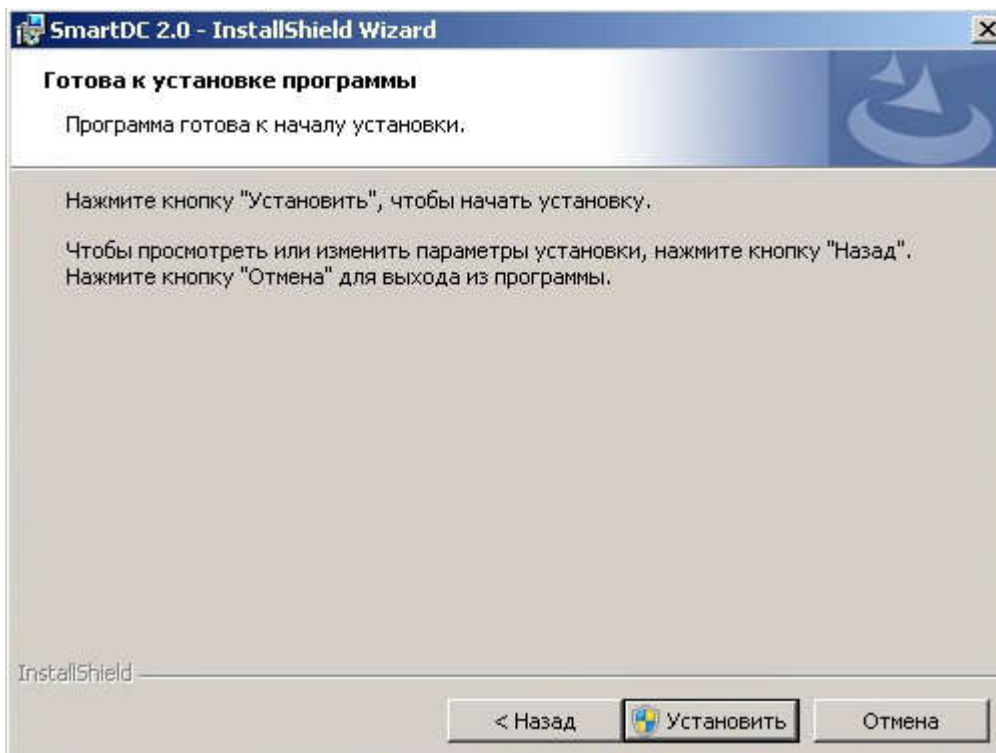 SmartDC 2.0 - InstallShield Wizard
Готова к установке программы
Программа готова к началу установки.
Нажмите кнопку "Установить", чтобы начать установку.
Чтобы просмотреть или изменить параметры установки, нажмите кнопку "Назад".
Нажмите кнопку "Отмена" для выхода из программы.
InstallShield
< Назад
Установить
Отмена